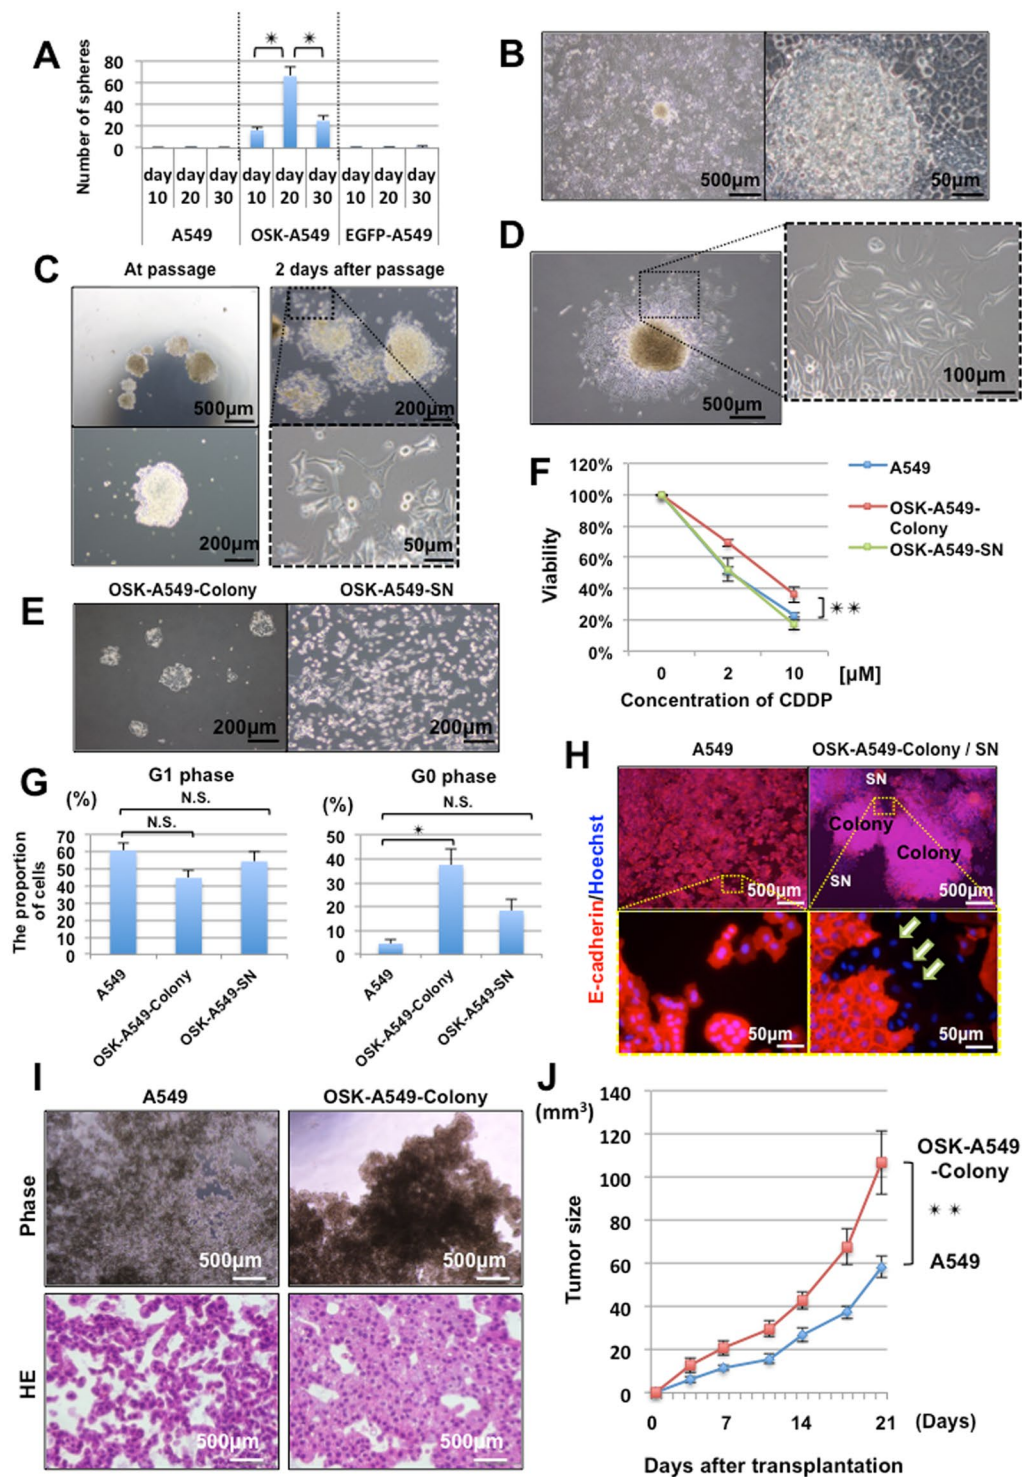 A
Number of spheres
80
60
40
20
0
✷ ✷
day day day day day day day day day
10 20 30 10 20 30 10 20 30
A549 OSK-A549 EGFP-A549
B
500µm 50µm
C
At passage 2 days after passage
500µm 200µm
200µm 50µm
D
500µm 100µm
E
OSK-A549-Colony OSK-A549-SN
200µm 200µm
F
Viability
120%
100%
80%
60%
40%
20%
0%
0 2 10 [µM]
Concentration of CDDP
A549
OSK-A549-
Colony
OSK-A549-SN
✷ ✷
G
G1 phase
(%)
N.S.
N.S.
The proportion
of cells
70
60
50
40
30
20
10
0
A549
OSK-A549-Colony
OSK-A549-SN
G0 phase
(%)
N.S.
✷
50
40
30
20
10
0
A549
OSK-A549-Colony
OSK-A549-SN
H
A549 OSK-A549-Colony / SN
E-cadherin/Hoechst
SN
Colony
Colony
SN
500µm 500µm
50µm 50µm
I
A549 OSK-A549-Colony
Phase
500µm 500µm
HE
500µm 500µm
J
(mm³)
Tumor size
140
120
100
80
60
40
20
0
0 7 14 21 (Days)
Days after transplantation
OSK-A549
-Colony
✷ ✷
A549